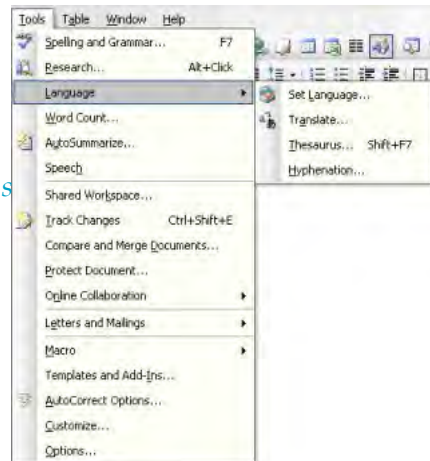 Tools Table Window Help
Spelling and Grammar... F7
Research... Alt+Click
Language
Set Language...
Word Count...
Translate...
AutoSummarize...
Thesaurus... Shift+F7
Speech
Hyphenation...
s
Shared Workspace...
Track Changes Ctrl+Shift+E
Compare and Merge Documents...
Protect Document...
Online Collaboration
Letters and Mailings
Macro
Templates and Add-Ins...
AutoCorrect Options...
Customize...
Options...